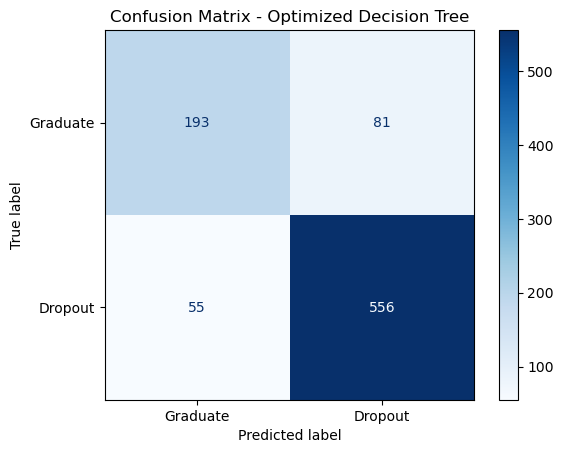 Confusion Matrix - Optimized Decision Tree
True label
Graduate
193
81
Dropout
55
556
Graduate
Dropout
Predicted label
500
400
300
200
100